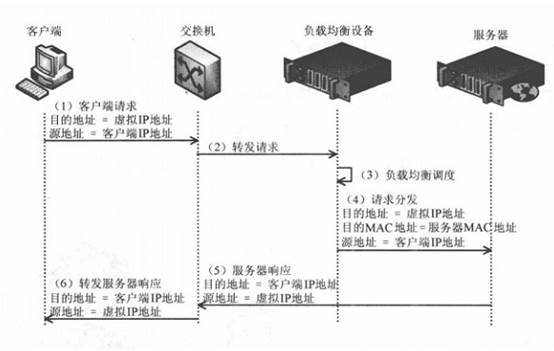 客户端
交换机
负载均衡设备
服务器
（1）客户端请求
目的地址 = 虚拟IP地址
源地址 = 客户端IP地址
（2）转发请求
（3）负载均衡调度
（4）请求分发
目的地址 = 虚拟IP地址
目的MAC地址=服务器MAC地址
源地址 = 客户端IP地址
（5）服务器响应
目的地址 = 客户端IP地址
源地址 = 虚拟IP地址
（6）转发服务器响应
目的地址 = 客户端IP地址
源地址 = 虚拟IP地址